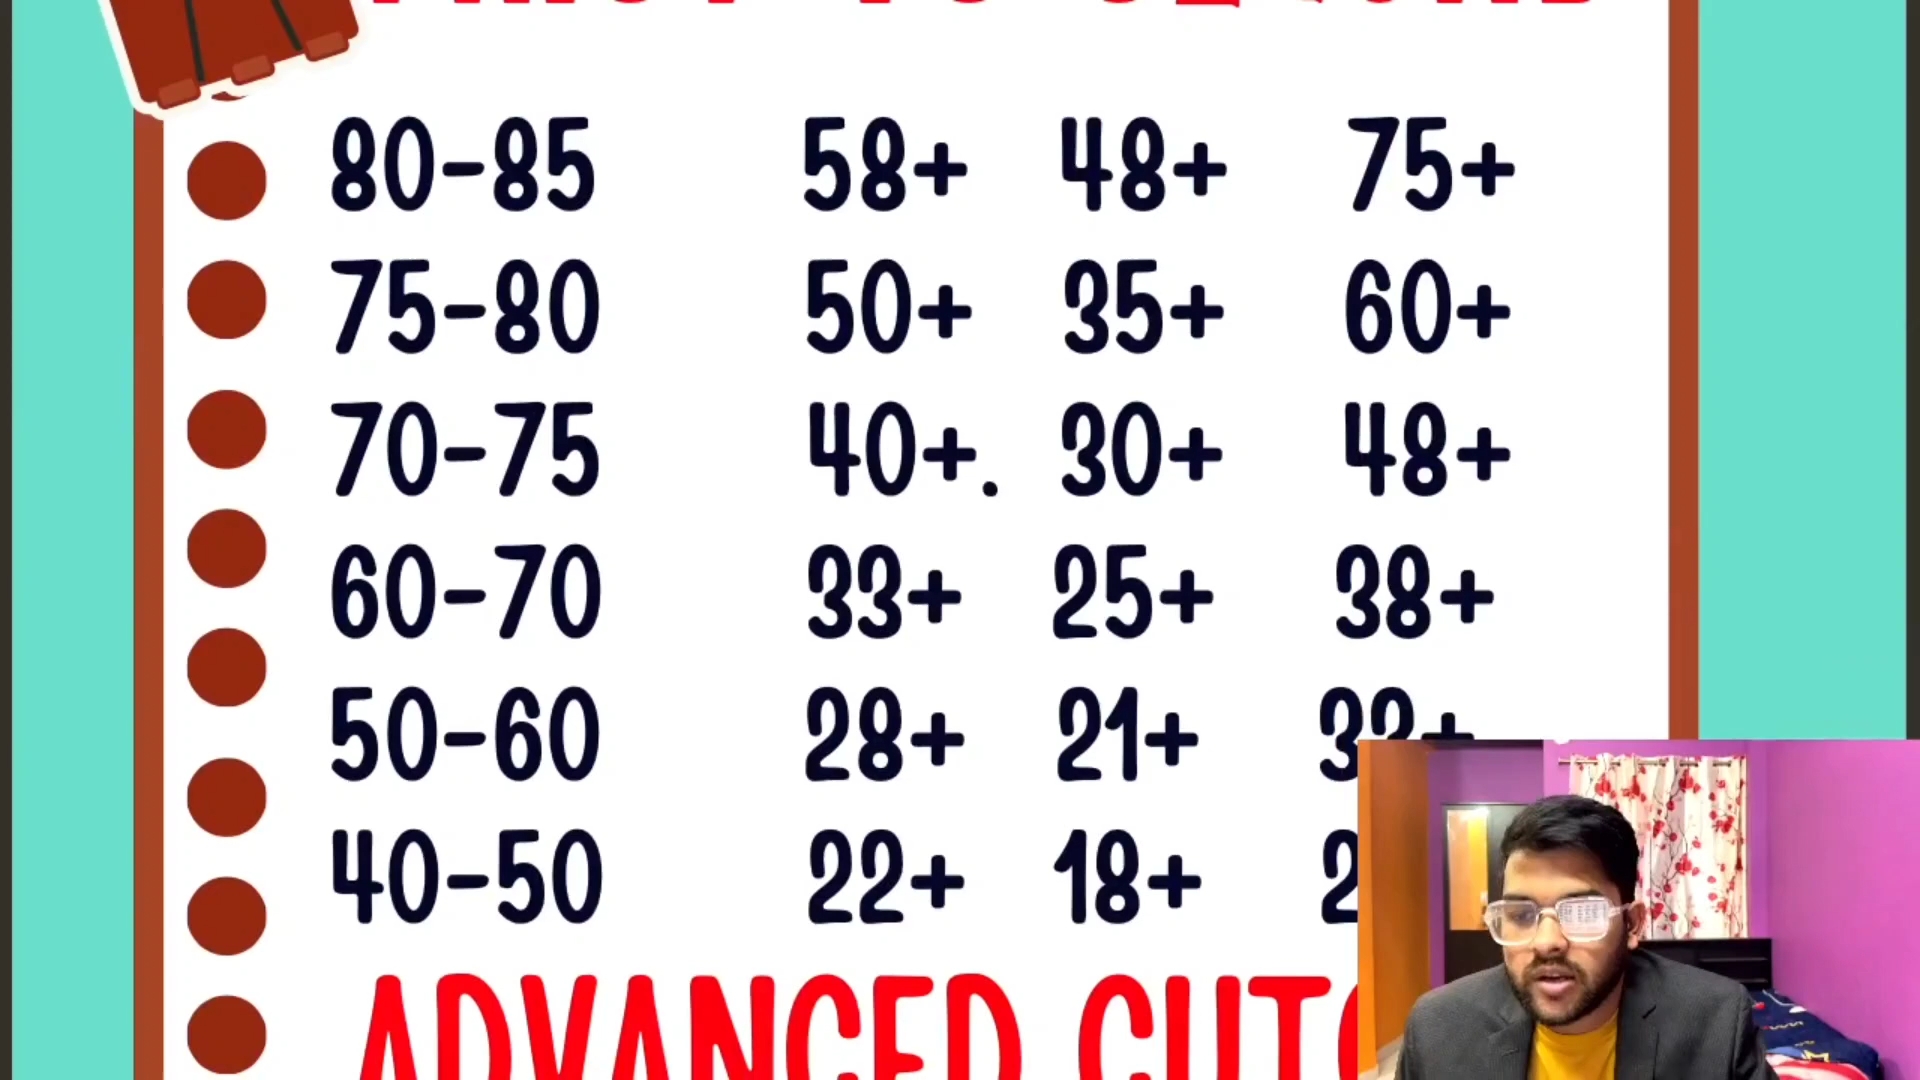 80-85 58+ 48+ 75+
75-80 50+ 35+ 60+
70-75 40+. 30+ 48+
60-70 33+ 25+ 38+
50-60 28+ 21+
40-50 22+ 18+
ADVANCED